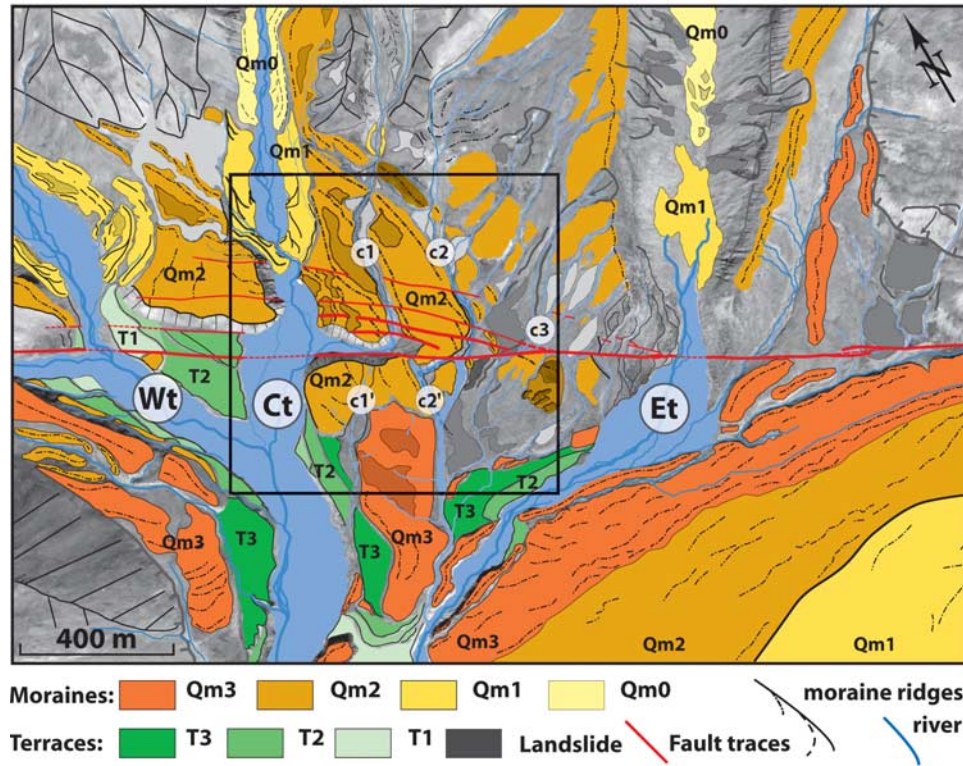 Qm0
Qm0
N
Qm1
Qm1
c1
c2
Qm2
Qm2
c3
T1
T2
Qm2
Wt
Ct
c1'
c2'
Et
T2
T2
T3
Qm3
T3
T3
Qm3
400 m
Qm3
Qm2
Qm1
Moraines: Qm3 Qm2 Qm1 Qm0 moraine ridges
river
Terraces: T3 T2 T1 Landslide Fault traces